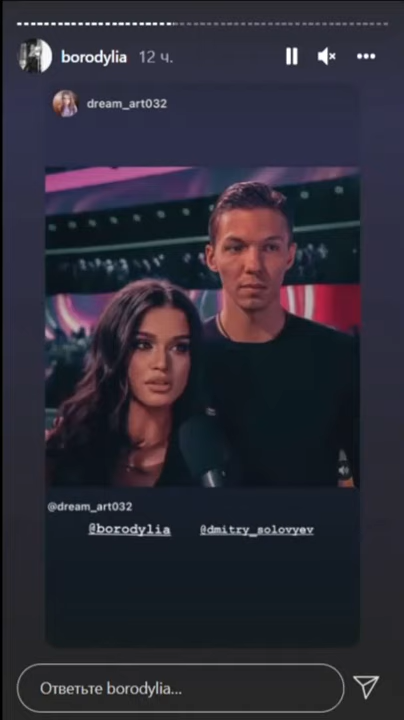 borodylia 12 ч.
dream_art032
@dream_art032
@borodylia @dmitry_solovyev
Ответьте borodylia...